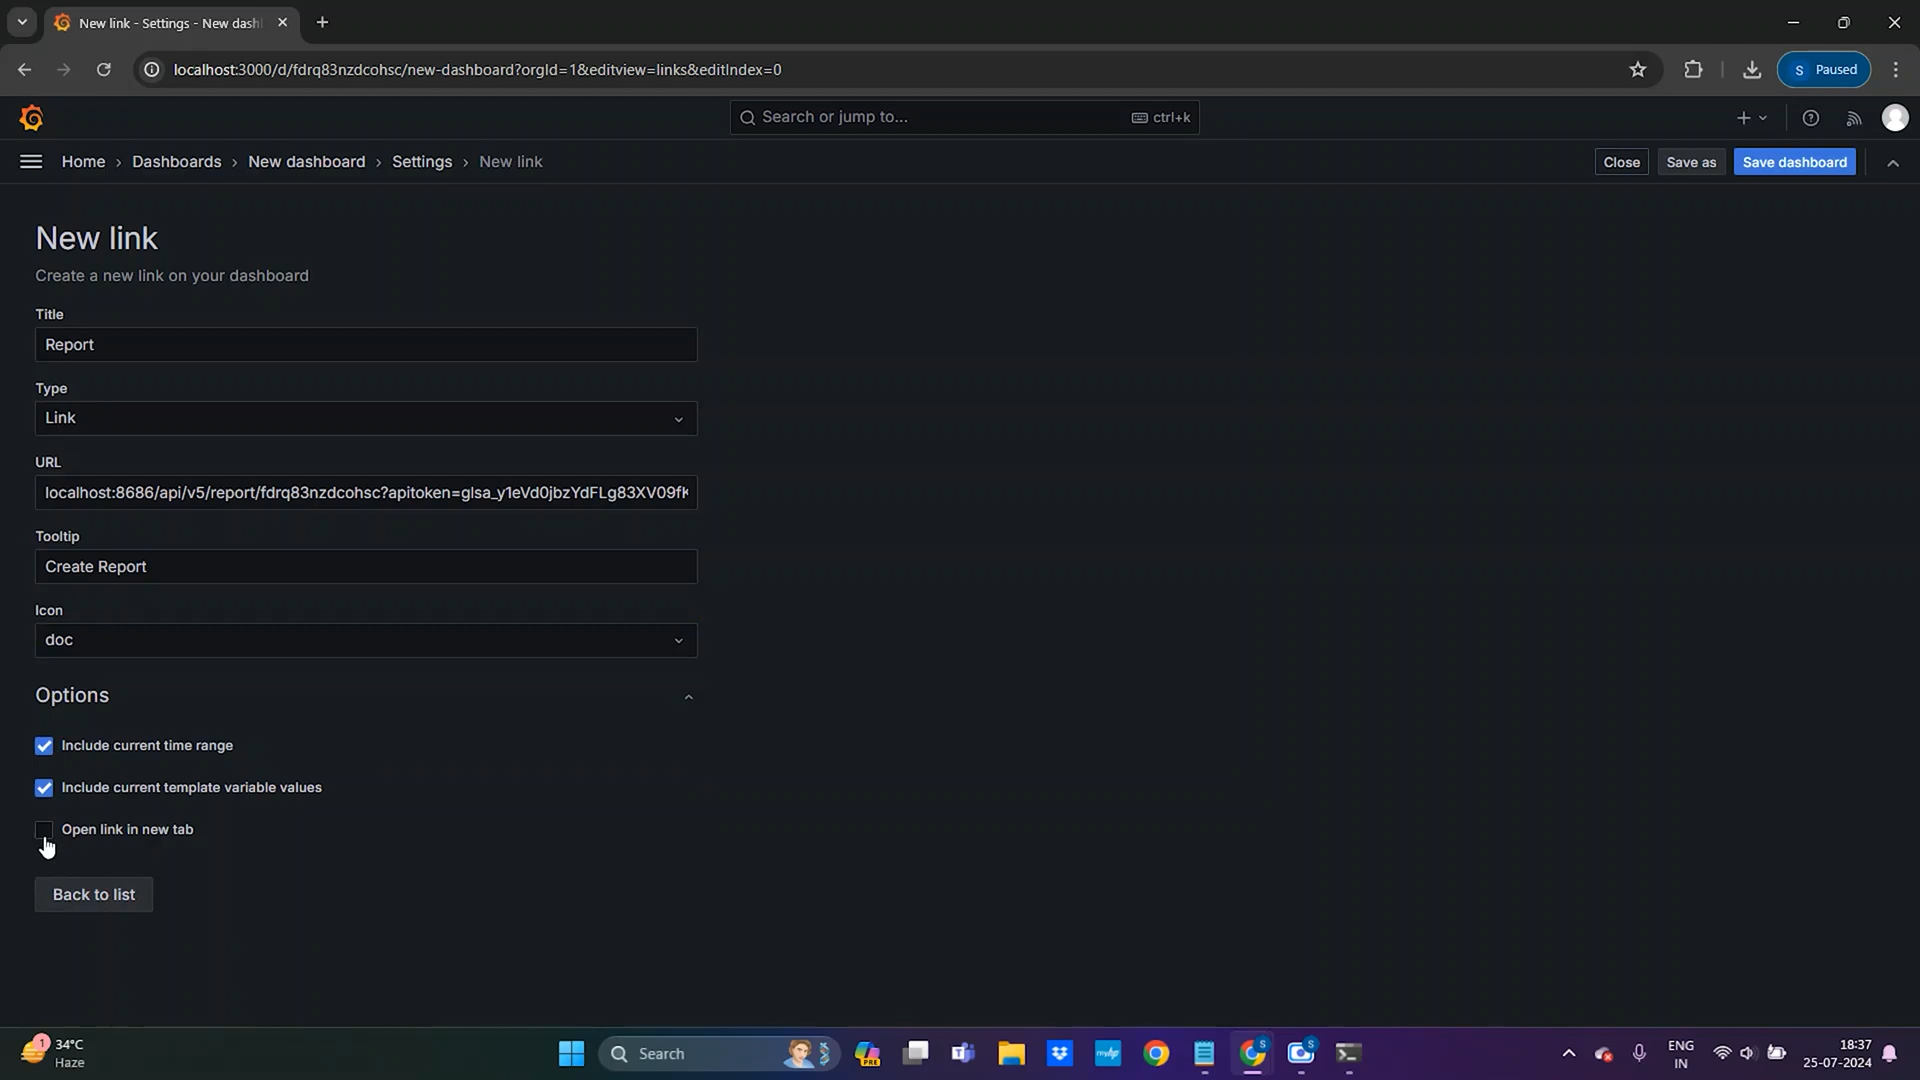 New link - Settings - New dash
localhost:3000/d/fdrq83nzdcohsc/new-dashboard?orgId=1&editview=links&editIndex=0
S Paused
Search or jump to... ctrl+k
Home › Dashboards › New dashboard › Settings › New link
Close Save as Save dashboard
New link
Create a new link on your dashboard
Title
Report
Type
Link
URL
localhost:8686/api/v5/report/fdrq83nzdcohsc?apitoken=glsa_y1eVd0jbzYdFLg83XV09fK
Tooltip
Create Report
Icon
doc
Options
Include current time range
Include current template variable values
Open link in new tab
Back to list
1
34°C
Haze
Search
PRE
S
S
ENG
IN
18:37
25-07-2024